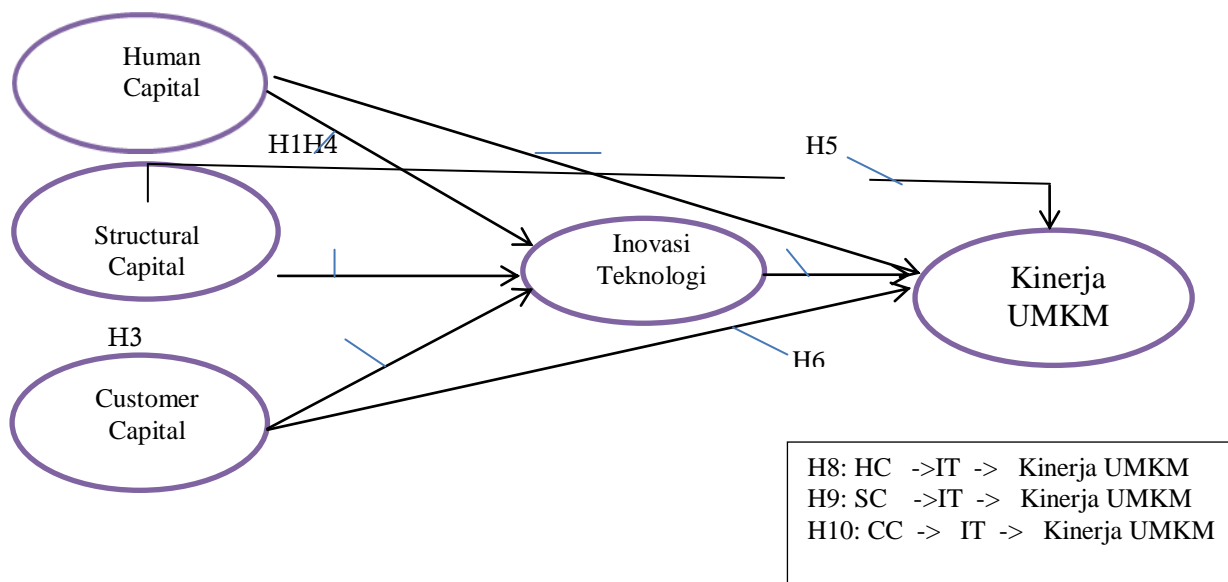 Human
Capital
H1H4
H5
Structural
Capital
Inovasi
Teknologi
Kinerja
UMKM
H3
H6
Customer
Capital
H8: HC ->IT -> Kinerja UMKM
H9: SC ->IT -> Kinerja UMKM
H10: CC -> IT -> Kinerja UMKM